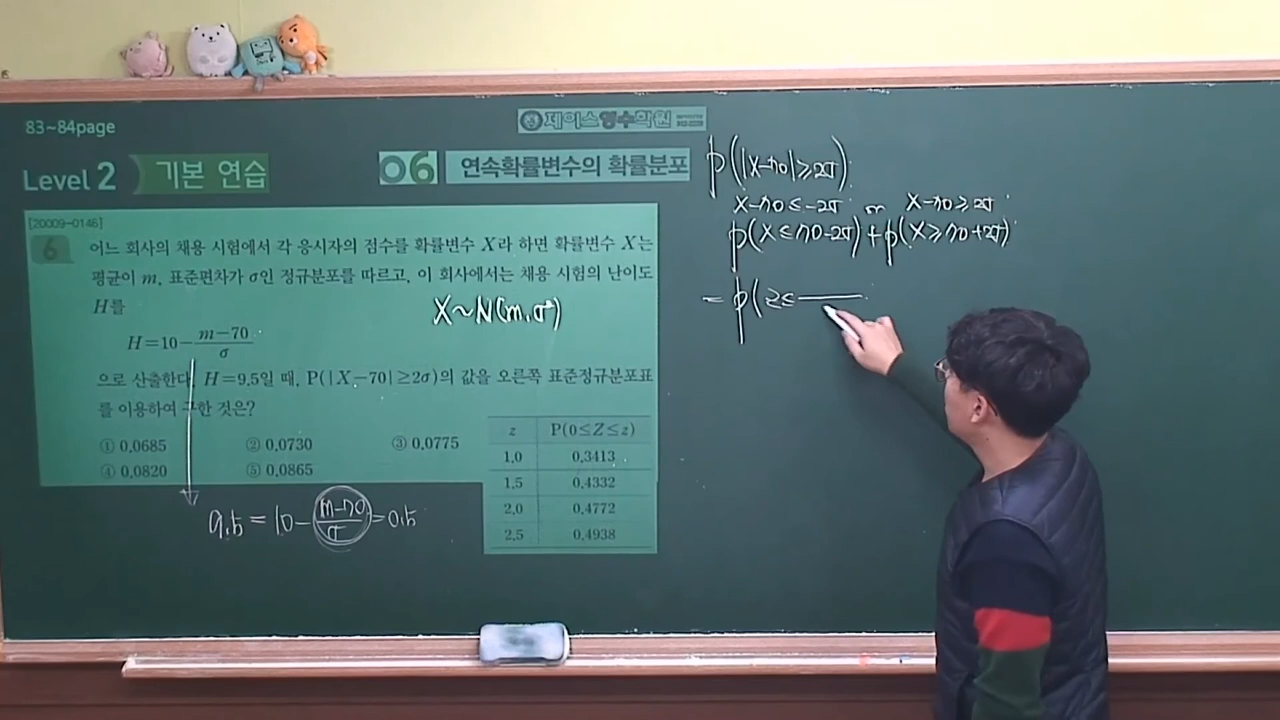 83~84page
제이스영수학원
Level 2 기본 연습
06 연속확률변수의 확률분포
[20009-0146]
6 어느 회사의 채용 시험에서 각 응시자의 점수를 확률변수 X라 하면 확률변수 X는
평균이 m, 표준편차가 σ인 정규분포를 따르고, 이 회사에서는 채용 시험의 난이도
H를
X~N(m, σ²)
H=10-(m-70)/σ
으로 산출한다. H=9.5일 때, P(|X-70|≥2σ)의 값을 오른쪽 표준정규분포표
를 이용하여 구한 것은?
① 0.0685 ② 0.0730 ③ 0.0775
④ 0.0820 ⑤ 0.0865
z P(0≤Z≤z)
1.0 0.3413
1.5 0.4332
2.0 0.4772
2.5 0.4938
9.5=10-(m-70)/σ=0.5
P(|X-70|≥2σ)
X-70≤-2σ or X-70≥2σ
P(X≤70-2σ)+P(X≥70+2σ)
=P(Z≤